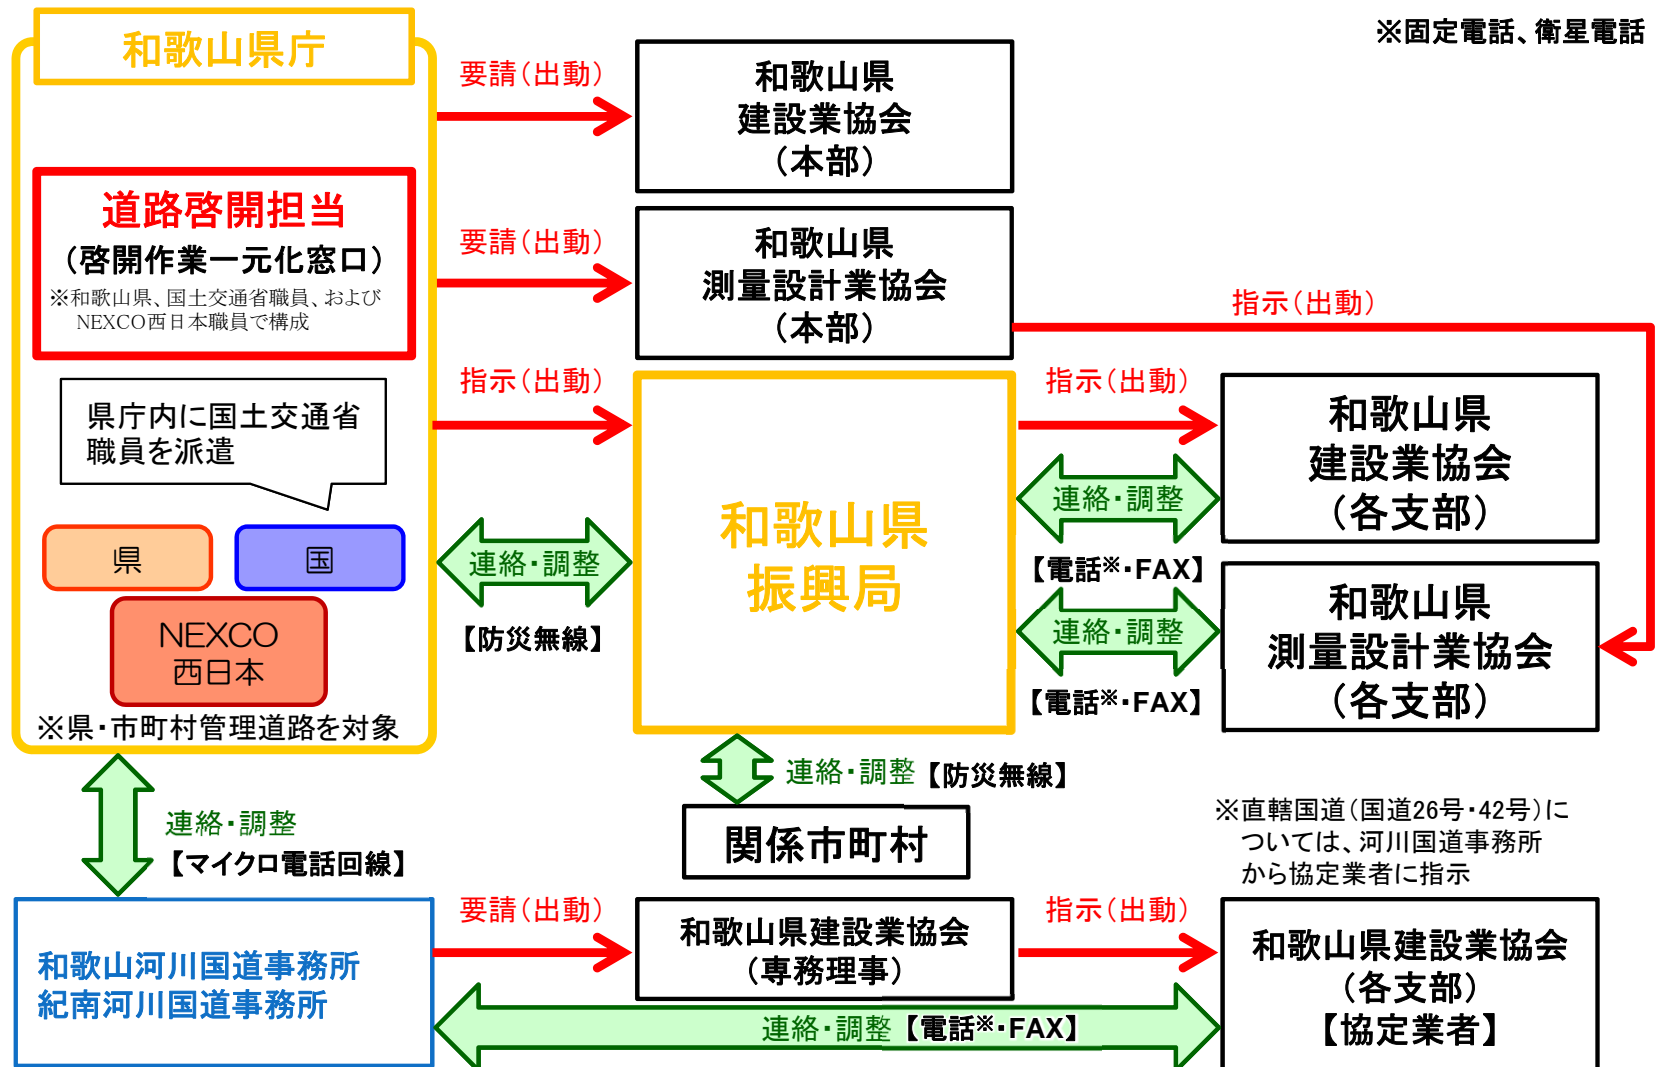 ※固定電話、衛星電話
和歌山県庁
道路啓開担当
（啓開作業一元化窓口）
※和歌山県、国土交通省職員、および
NEXCO西日本職員で構成
県庁内に国土交通省
職員を派遣
県
国
NEXCO
西日本
※県・市町村管理道路を対象
要請（出動）
和歌山県
建設業協会
（本部）
要請（出動）
和歌山県
測量設計業協会
（本部）
指示（出動）
指示（出動）
和歌山県
振興局
連絡・調整
【防災無線】
指示（出動）
和歌山県
建設業協会
（各支部）
連絡・調整
【電話※・FAX】
和歌山県
測量設計業協会
（各支部）
連絡・調整
【電話※・FAX】
連絡・調整【防災無線】
関係市町村
連絡・調整
【マイクロ電話回線】
※直轄国道（国道26号・42号）に
ついては、河川国道事務所
から協定業者に指示
和歌山河川国道事務所
紀南河川国道事務所
要請（出動）
和歌山県建設業協会
（専務理事）
指示（出動）
和歌山県建設業協会
（各支部）
【協定業者】
連絡・調整【電話※・FAX】